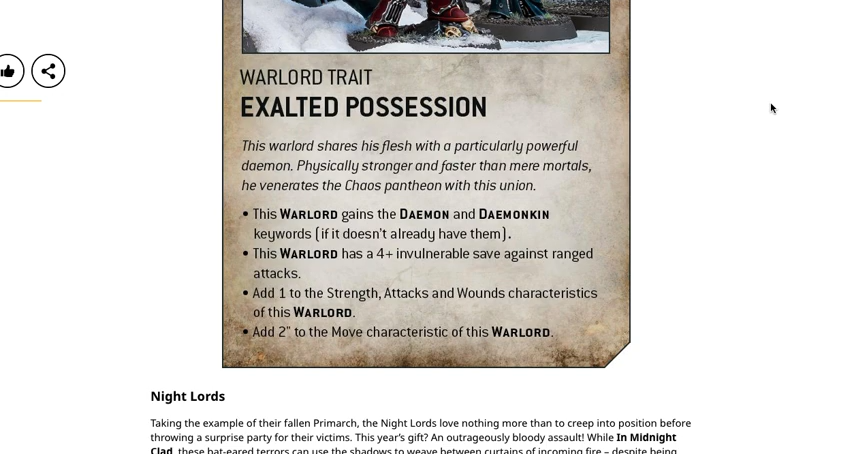 WARLORD TRAIT
EXALTED POSSESSION
This warlord shares his flesh with a particularly powerful
daemon. Physically stronger and faster than mere mortals,
he venerates the Chaos pantheon with this union.
• This WARLORD gains the DAEMON and DAEMONKIN
keywords (if it doesn't already have them).
• This WARLORD has a 4+ invulnerable save against ranged
attacks.
• Add 1 to the Strength, Attacks and Wounds characteristics
of this WARLORD.
• Add 2" to the Move characteristic of this WARLORD.
Night Lords
Taking the example of their fallen Primarch, the Night Lords love nothing more than to creep into position before
throwing a surprise party for their victims. This year's gift? An outrageously bloody assault! While In Midnight
Clad, these bat-eared terrors can use the shadows to weave between curtains of incoming fire – despite being